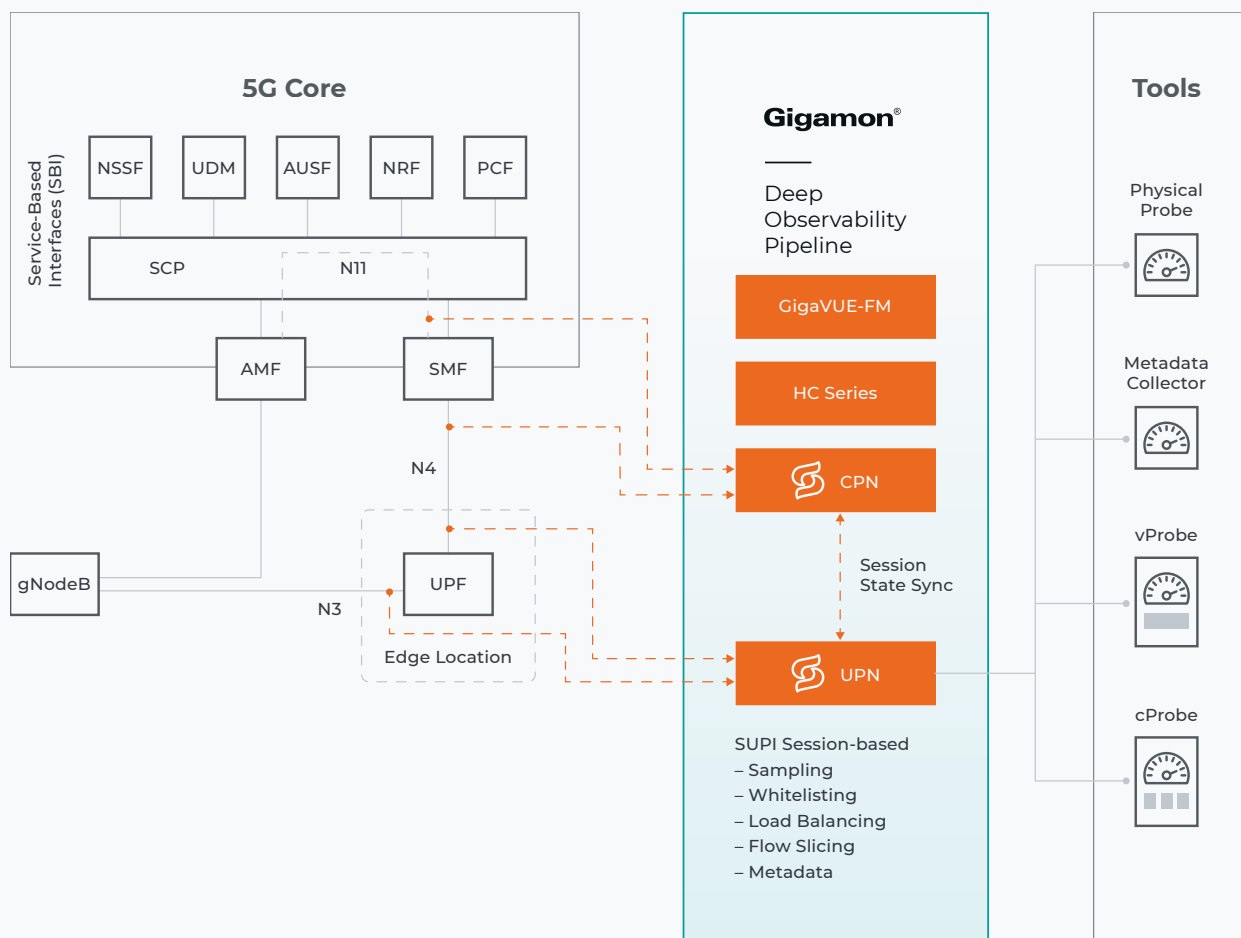 5G Core
NSSF
UDM
AUSF
NRF
PCF
Service-Based
Interfaces (SBI)
SCP
N11
AMF
SMF
N4
gNodeB
UPF
N3
Edge Location
Gigamon®
Deep
Observability
Pipeline
GigaVUE-FM
HC Series
CPN
Session
State Sync
UPN
SUPI Session-based
– Sampling
– Whitelisting
– Load Balancing
– Flow Slicing
– Metadata
Tools
Physical
Probe
Metadada
Collector
vProbe
cProbe